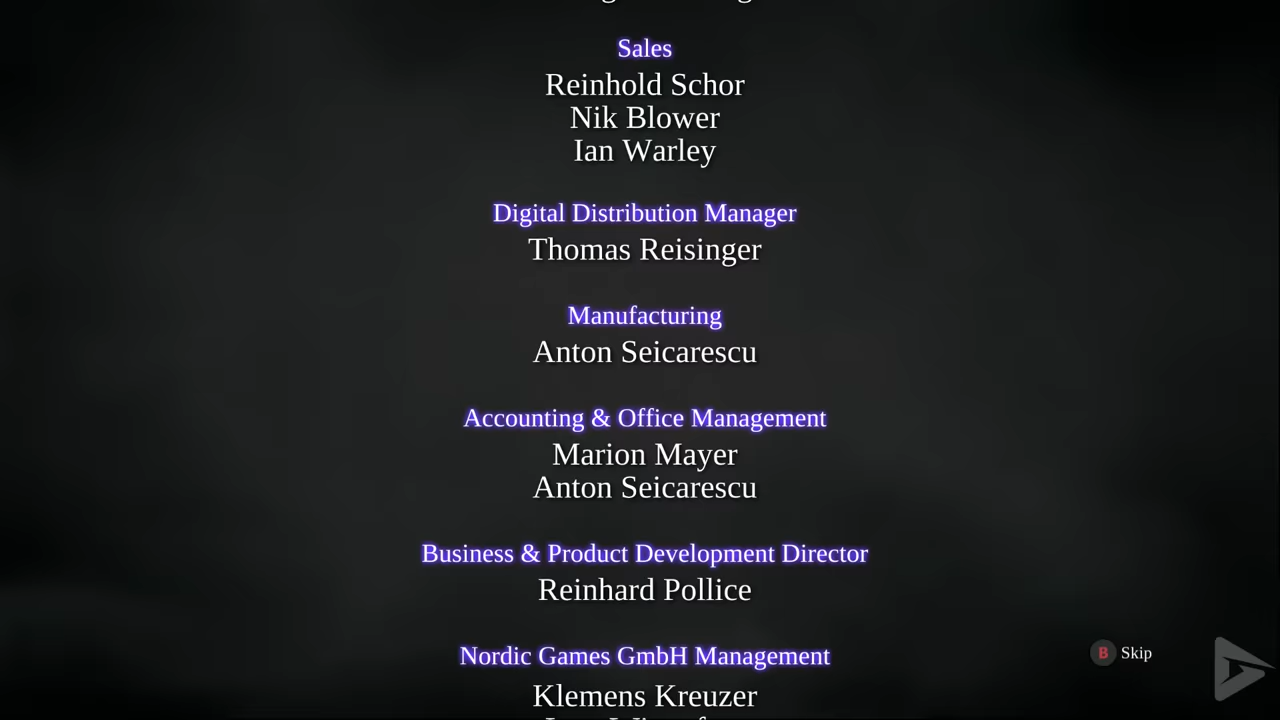 Sales
Reinhold Schor
Nik Blower
Ian Warley
Digital Distribution Manager
Thomas Reisinger
Manufacturing
Anton Seicarescu
Accounting & Office Management
Marion Mayer
Anton Seicarescu
Business & Product Development Director
Reinhard Pollice
Nordic Games GmbH Management
B Skip
Klemens Kreuzer